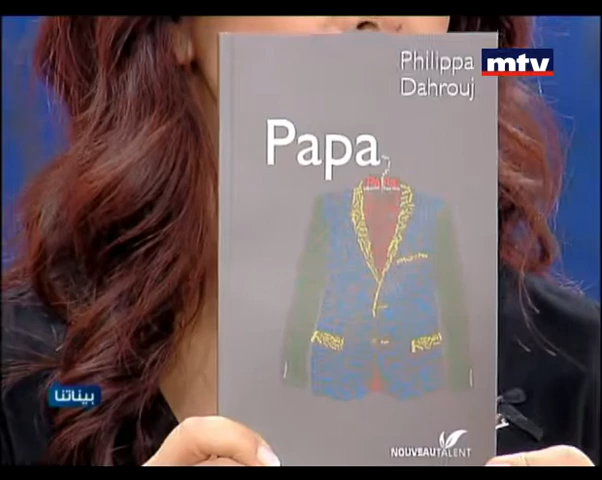 Philippa
Dahrouj
mtv
Papa
بيناتنا
NOUVEAUTALENT